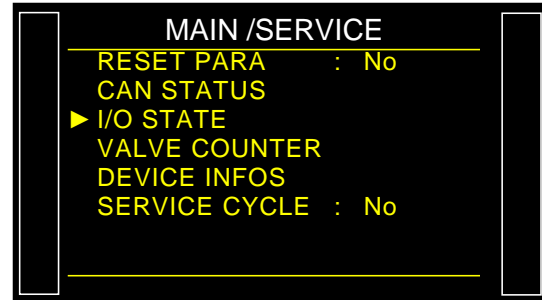 MAIN /SERVICE
RESET PARA : No
CAN STATUS
► I/O STATE
VALVE COUNTER
DEVICE INFOS
SERVICE CYCLE : No